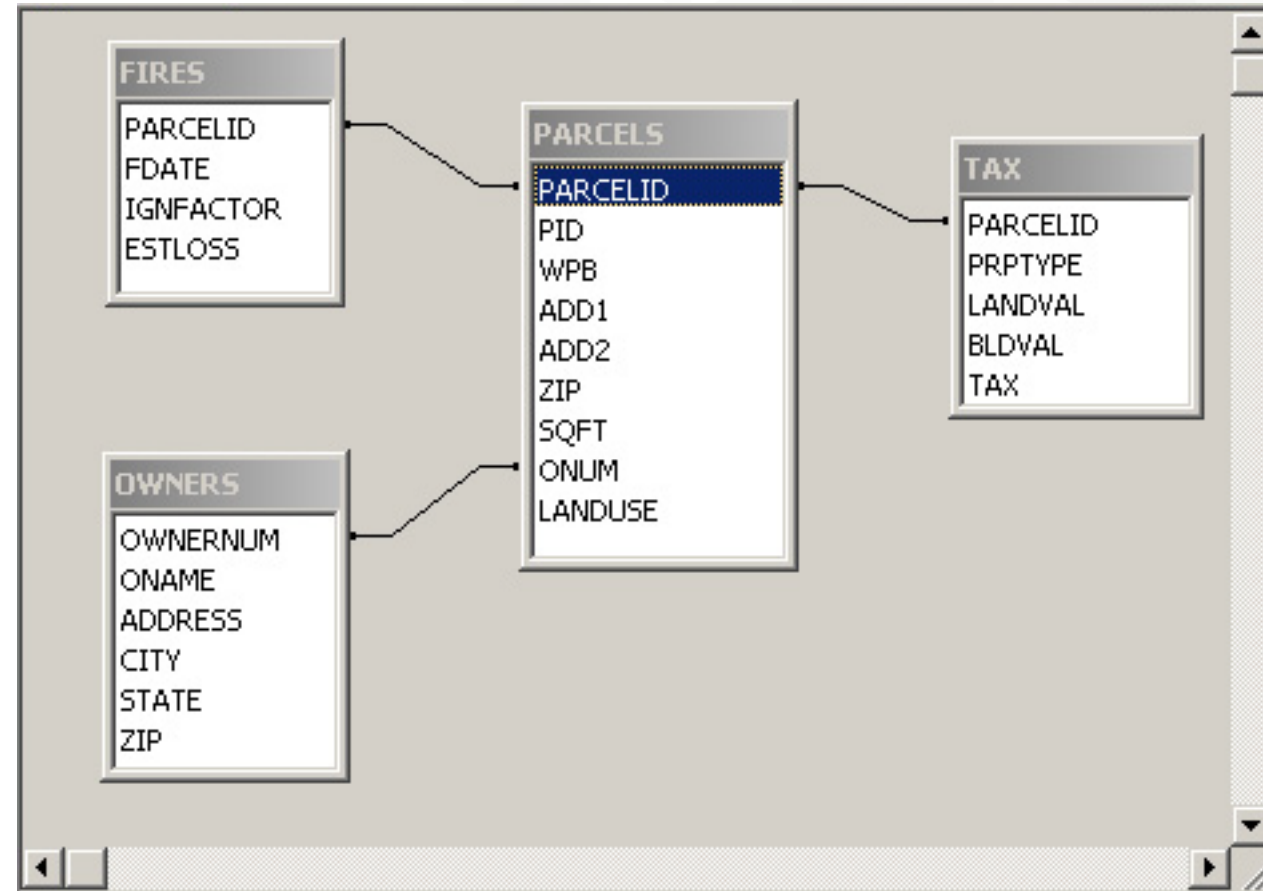 FIRES
PARCELID
FDATE
IGNFACTOR
ESTLOSS
PARCELS
PARCELID
PID
WPB
ADD1
ADD2
ZIP
SQFT
ONUM
LANDUSE
TAX
PARCELID
PRPTYPE
LANDVAL
BLDVAL
TAX
OWNERS
OWNERNUM
ONAME
ADDRESS
CITY
STATE
ZIP